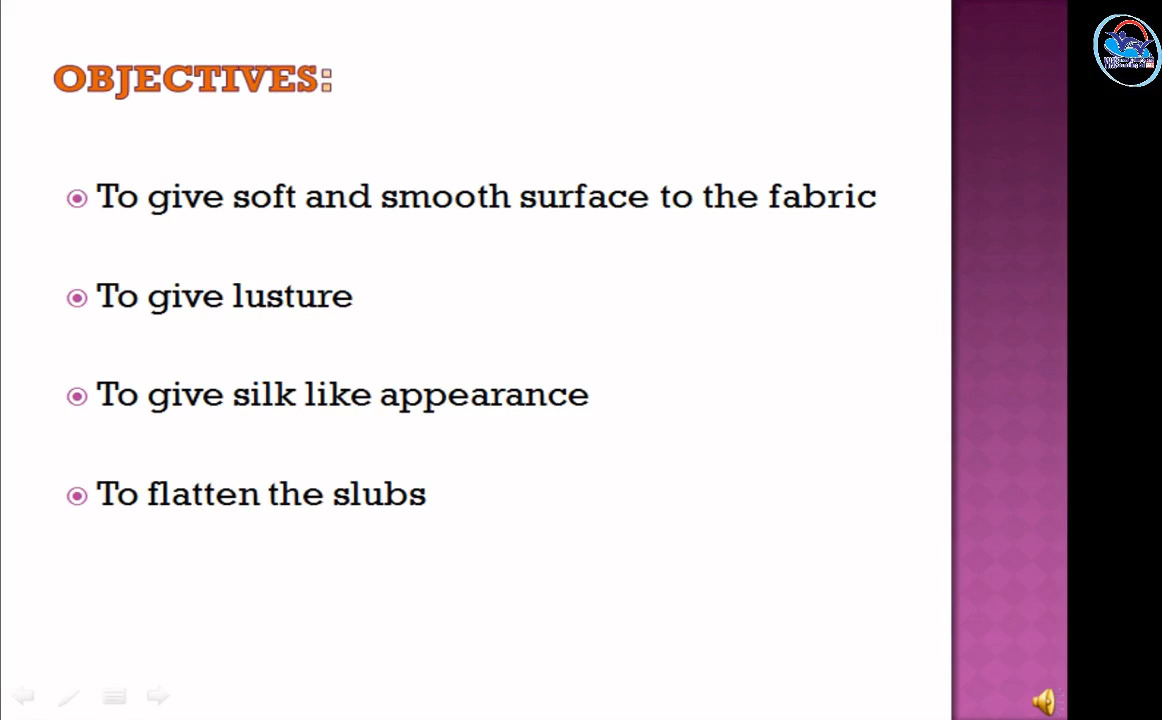 OBJECTIVES:
To give soft and smooth surface to the fabric
To give lusture
To give silk like appearance
To flatten the slubs